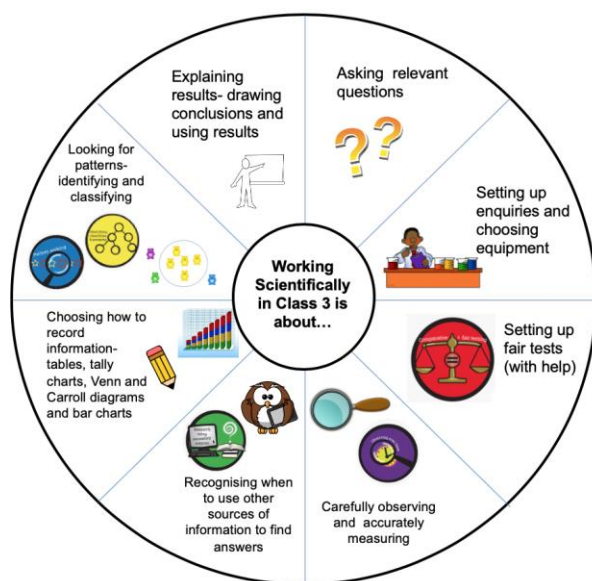 Explaining
results- drawing
conclusions and
using results
Asking relevant
questions
Looking for
patterns-
identifying and
classifying
Setting up
enquiries and
choosing
equipment
Working
Scientifically
in Class 3 is
about…
Choosing how to
record
information-
tables, tally
charts, Venn and
Carroll diagrams
and bar charts
Setting up
fair tests
(with help)
Recognising when
to use other
sources of
information to find
answers
Carefully observing
and accurately
measuring